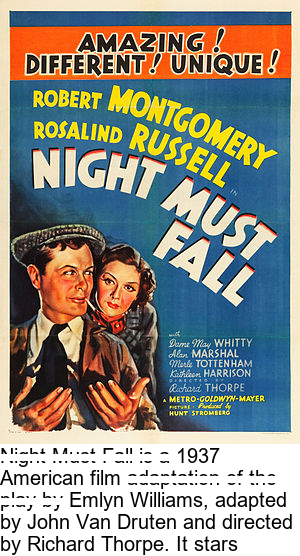 AMAZING!
DIFFERENT! UNIQUE!
ROBERT MONTGOMERY
ROSALIND RUSSELL
IN
NIGHT MUST FALL
with
Dame May WHITTY
Alan MARSHAL
Merle TOTTENHAM
Kathleen HARRISON
DIRECTED BY
Richard THORPE
A METRO-GOLDWYN-MAYER
PICTURE - Produced by
HUNT STROMBERG
Night Must Fall is a 1937
American film adaptation of the
play by Emlyn Williams, adapted
by John Van Druten and directed
by Richard Thorpe. It stars